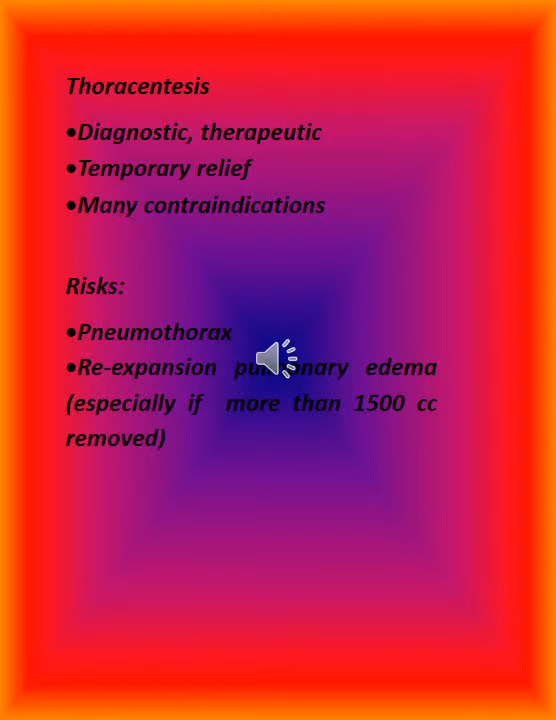 Thoracentesis
•Diagnostic, therapeutic
•Temporary relief
•Many contraindications
Risks:
•Pneumothorax
•Re-expansion pulmonary edema
(especially if more than 1500 cc
removed)